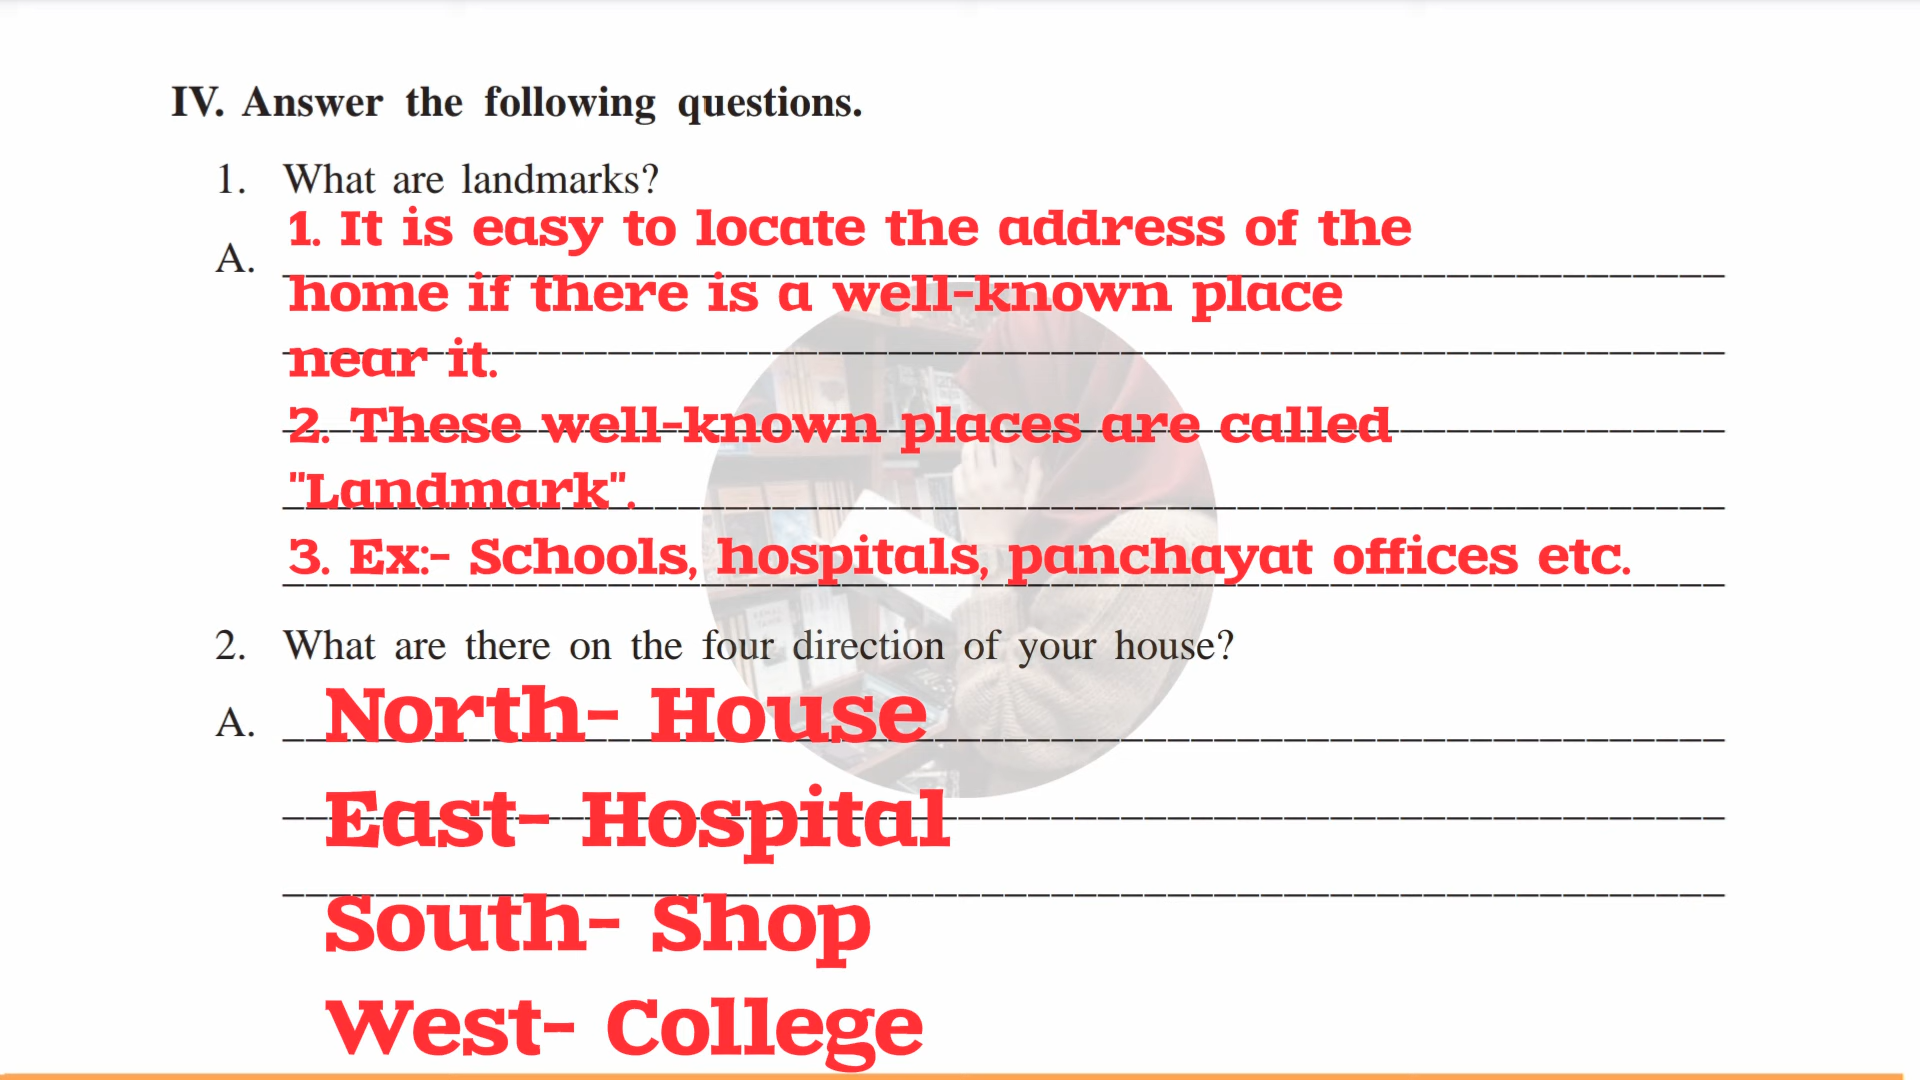 IV. Answer the following questions.
1. What are landmarks?
A. 1. It is easy to locate the address of the
home if there is a well-known place
near it.
2. These well-known places are called
"Landmark".
3. Ex:- Schools, hospitals, panchayat offices etc.
2. What are there on the four direction of your house?
A. North- House
East- Hospital
South- Shop
West- College